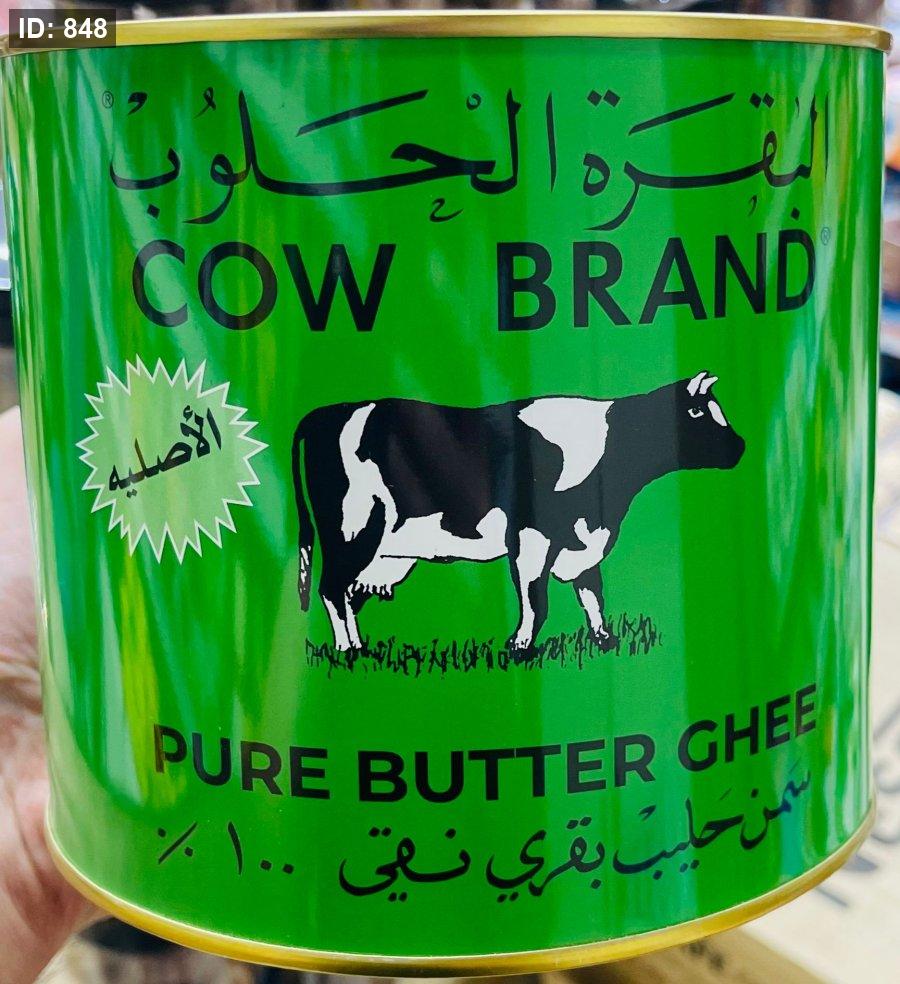 ID: 848
البقرة الحلوب ®
COW BRAND ®
الأصليه
PURE BUTTER GHEE
سمن حليب بقري نقي ١٠٠ ٪